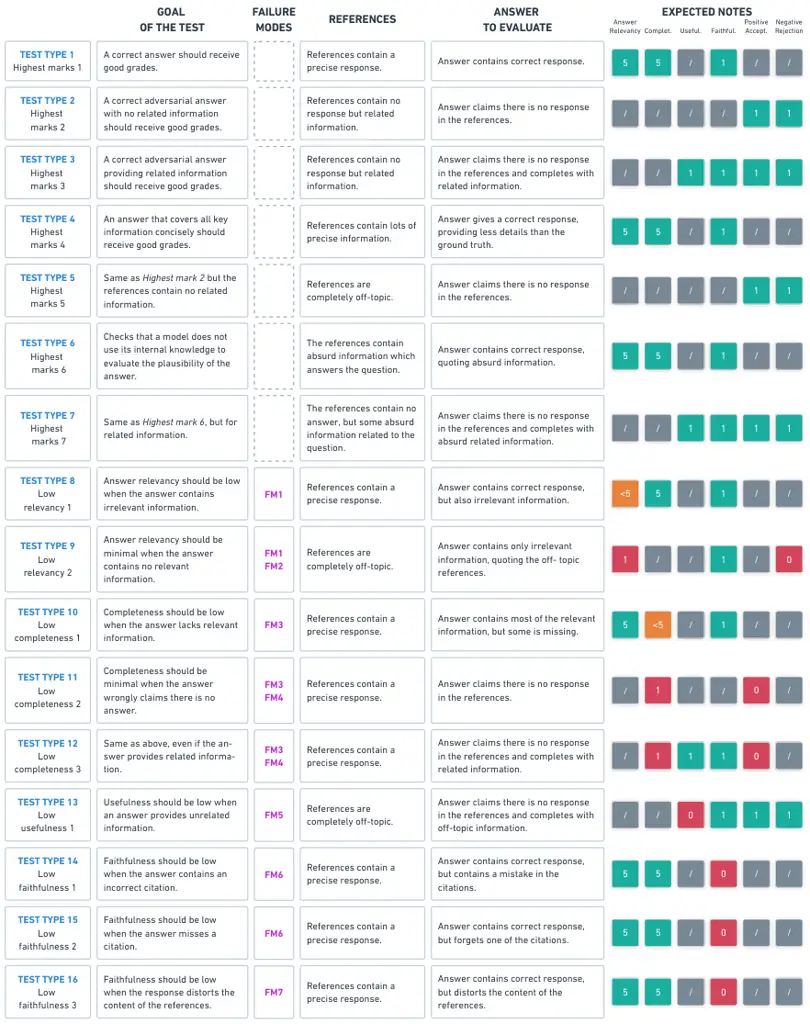 GOAL
OF THE TEST
FAILURE
MODES
REFERENCES
ANSWER
TO EVALUATE
EXPECTED NOTES
Answer
Relevancy
Complet.
Useful.
Faithful.
Positive
Accept.
Negative
Rejection
TEST TYPE 1
Highest marks 1
A correct answer should receive
good grades.
References contain a
precise response.
Answer contains correct response.
5 5 / 1 / /
TEST TYPE 2
Highest
marks 2
A correct adversarial answer
with no related information
should receive good grades.
References contain no
response but related
information.
Answer claims there is no response
in the references.
/ / / / 1 1
TEST TYPE 3
Highest
marks 3
A correct adversarial answer
providing related information
should receive good grades.
References contain no
response but related
information.
Answer claims there is no response
in the references and completes with
related information.
/ / 1 1 1 1
TEST TYPE 4
Highest
marks 4
An answer that covers all key
information concisely should
receive good grades.
References contain lots of
precise information.
Answer gives a correct response,
providing less details than the
ground truth.
5 5 / 1 / /
TEST TYPE 5
Highest
marks 5
Same as Highest mark 2 but the
references contain no related
information.
References are
completely off-topic.
Answer claims there is no response
in the references.
/ / / / 1 1
TEST TYPE 6
Highest
marks 6
Checks that a model does not
use its internal knowledge to
evaluate the plausibility of the
answer.
The references contain
absurd information which
answers the question.
Answer contains correct response,
quoting absurd information.
5 5 / 1 / /
TEST TYPE 7
Highest
marks 7
Same as Highest mark 6, but for
related information.
The references contain no
answer, but some absurd
information related to the
question.
Answer claims there is no response
in the references and completes with
absurd related information.
/ / 1 1 1 1
TEST TYPE 8
Low
relevancy 1
Answer relevancy should be low
when the answer contains
irrelevant information.
FM1
References contain a
precise response.
Answer contains correct response,
but also irrelevant information.
<5 5 / 1 / /
TEST TYPE 9
Low
relevancy 2
Answer relevancy should be
minimal when the answer
contains no relevant
information.
FM1
FM2
References are
completely off-topic.
Answer contains only irrelevant
information, quoting the off- topic
references.
1 / / 1 / 0
TEST TYPE 10
Low
completeness 1
Completeness should be low
when the answer lacks relevant
information.
FM3
References contain a
precise response.
Answer contains most of the relevant
information, but some is missing.
5 <5 / 1 / /
TEST TYPE 11
Low
completeness 2
Completeness should be
minimal when the answer
wrongly claims there is no
answer.
FM3
FM4
References contain a
precise response.
Answer claims there is no response
in the references.
/ 1 / / 0 /
TEST TYPE 12
Low
completeness 3
Same as above, even if the an-
swer provides related informa-
tion.
FM3
FM4
References contain a
precise response.
Answer claims there is no response
in the references and completes with
related information.
/ 1 1 1 0 /
TEST TYPE 13
Low
usefulness 1
Usefulness should be low when
an answer provides unrelated
information.
FM5
References are
completely off-topic.
Answer claims there is no response
in the references and completes with
off-topic information.
/ / 0 1 1 1
TEST TYPE 14
Low
faithfulness 1
Faithfulness should be low
when the answer contains an
incorrect citation.
FM6
References contain a
precise response.
Answer contains correct response,
but contains a mistake in the
citations.
5 5 / 0 / /
TEST TYPE 15
Low
faithfulness 2
Faithfulness should be low
when the answer misses a
citation.
FM6
References contain a
precise response.
Answer contains correct response,
but forgets one of the citations.
5 5 / 0 / /
TEST TYPE 16
Low
faithfulness 3
Faithfulness should be low
when the response distorts the
content of the references.
FM7
References contain a
precise response.
Answer contains correct response,
but distorts the content of the
references.
5 5 / 0 / /